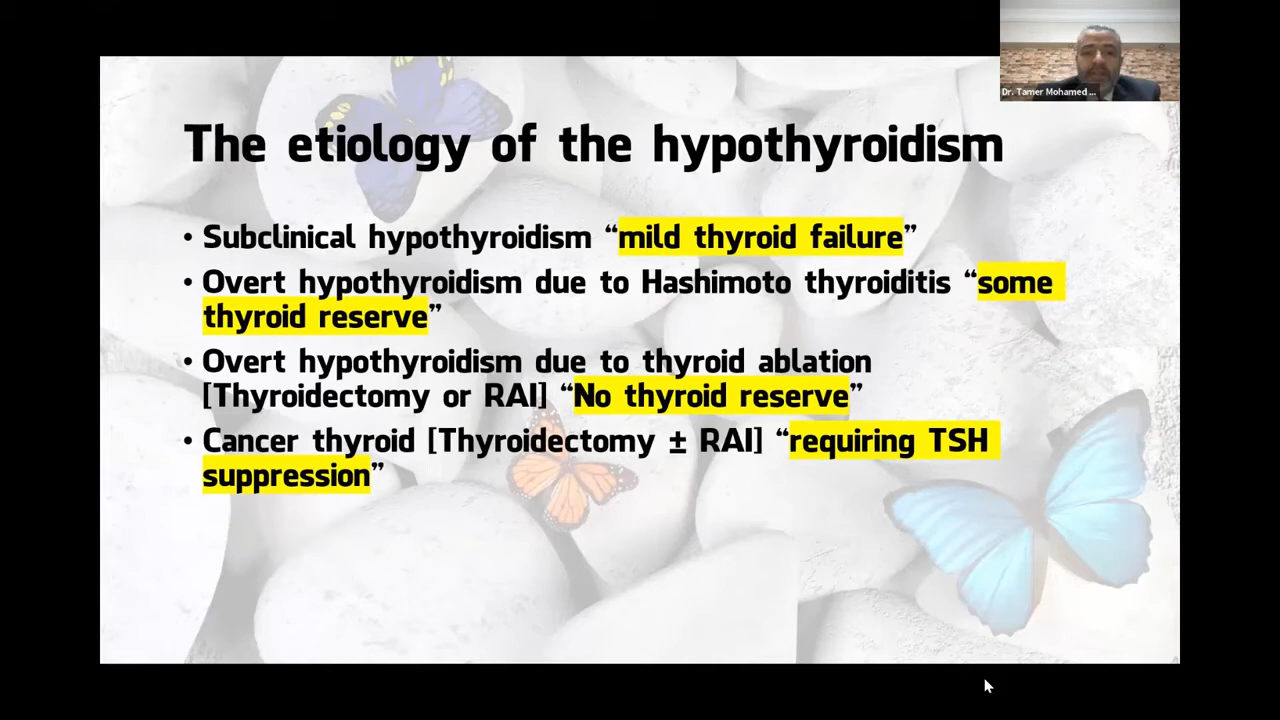 Dr. Tamer Mohamed ...
The etiology of the hypothyroidism
• Subclinical hypothyroidism “mild thyroid failure”
• Overt hypothyroidism due to Hashimoto thyroiditis “some
thyroid reserve”
• Overt hypothyroidism due to thyroid ablation
[Thyroidectomy or RAI] “No thyroid reserve”
• Cancer thyroid [Thyroidectomy ± RAI] “requiring TSH
suppression”